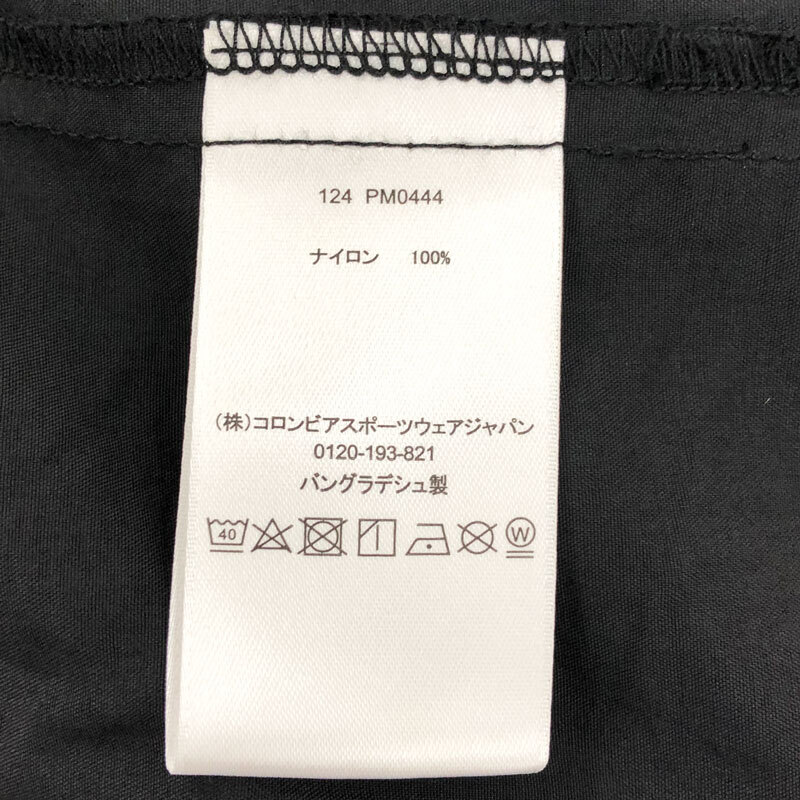 124 PM0444
ナイロン 100%
（株）コロンビアスポーツウェアジャパン
0120-193-821
バングラデシュ製
40 W